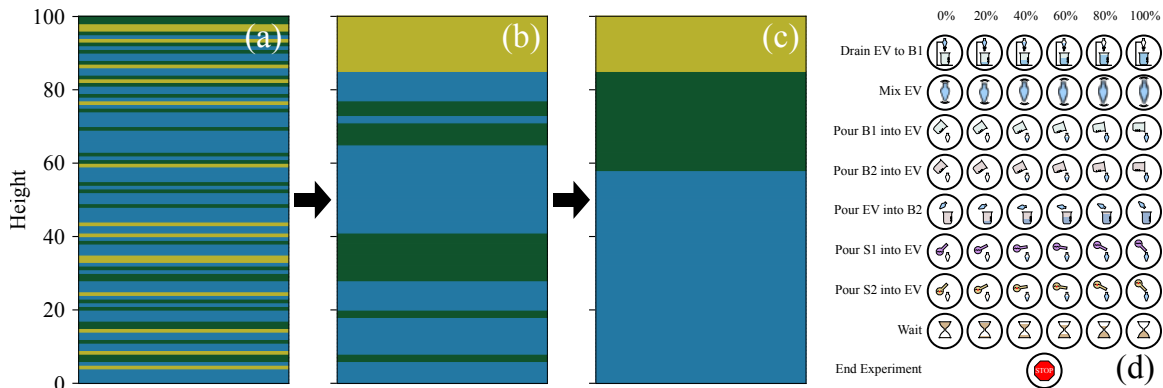 100
80
60
40
20
0
Height
(a)
(b)
(c)
0% 20% 40% 60% 80% 100%
Drain EV to B1
Mix EV
Pour B1 into EV
Pour B2 into EV
Pour EV into B2
Pour S1 into EV
Pour S2 into EV
Wait
End Experiment
STOP
(d)